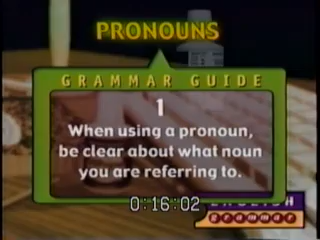 PRONOUNS
GRAMMAR GUIDE
1
When using a pronoun,
be clear about what noun
you are referring to.
0:16:02
ENGLISH
grammar